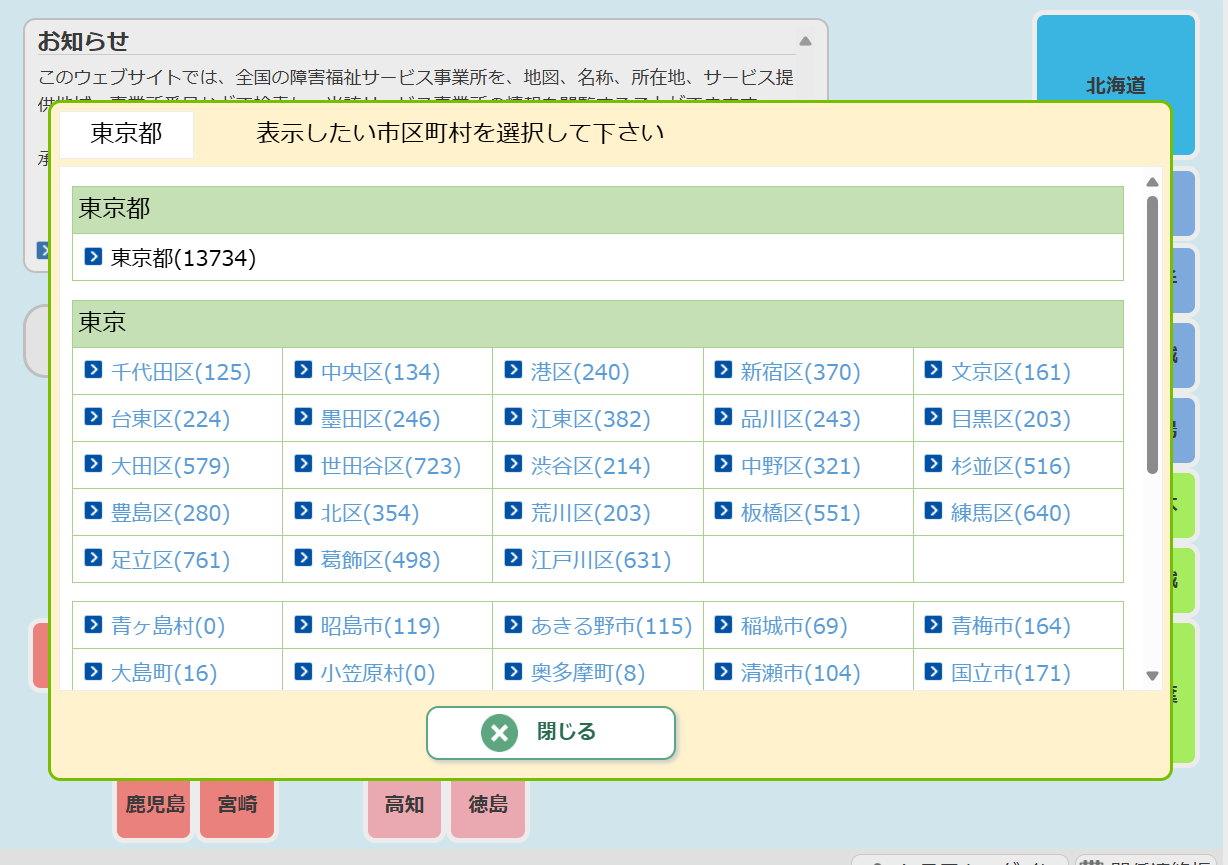 お知らせ
このウェブサイトでは、全国の障害福祉サービス事業所を、地図、名称、所在地、サービス提
北海道
東京都
表示したい市区町村を選択して下さい
東京都
東京都(13734)
東京
千代田区(125) 中央区(134) 港区(240) 新宿区(370) 文京区(161)
台東区(224) 墨田区(246) 江東区(382) 品川区(243) 目黒区(203)
大田区(579) 世田谷区(723) 渋谷区(214) 中野区(321) 杉並区(516)
豊島区(280) 北区(354) 荒川区(203) 板橋区(551) 練馬区(640)
足立区(761) 葛飾区(498) 江戸川区(631)
青ヶ島村(0) 昭島市(119) あきる野市(115) 稲城市(69) 青梅市(164)
大島町(16) 小笠原村(0) 奥多摩町(8) 清瀬市(104) 国立市(171)
閉じる
鹿児島 宮崎 高知 徳島